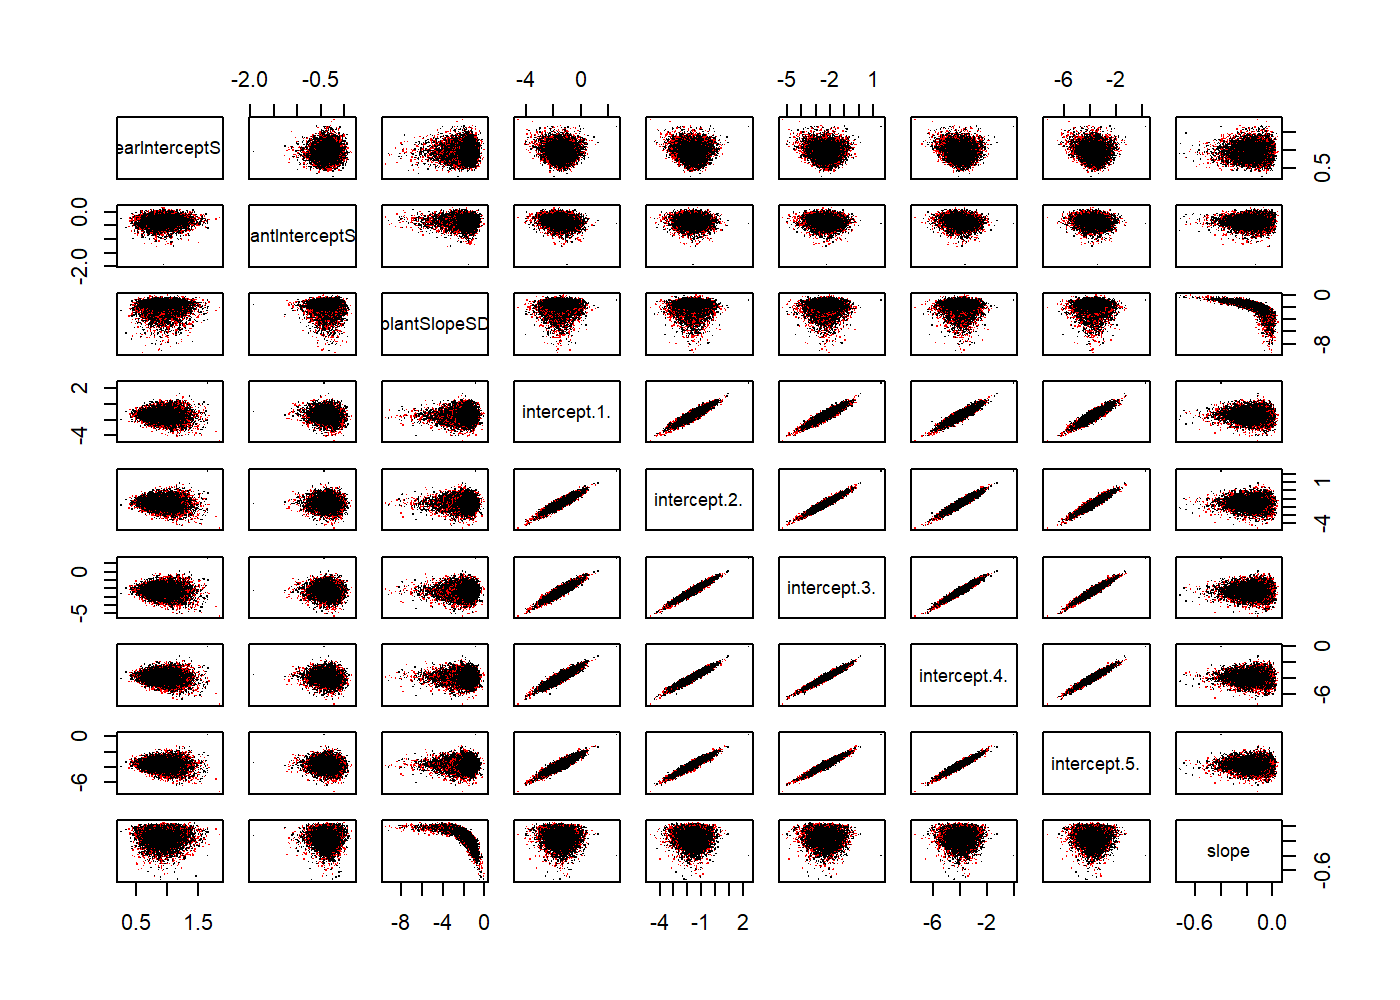 -2.0 -0.5 -4 0 -5 -2 1 -6 -2
earInterceptS
0.5
0.0
-2.0
antInterceptS
plantSlopeSD
0
-8
2
-4
intercept.1.
intercept.2.
1
-4
0
-5
intercept.3.
intercept.4.
0
-6
0
-6
intercept.5.
slope
-0.6
0.5 1.5 -8 -4 0 -4 -1 2 -6 -2 -0.6 0.0